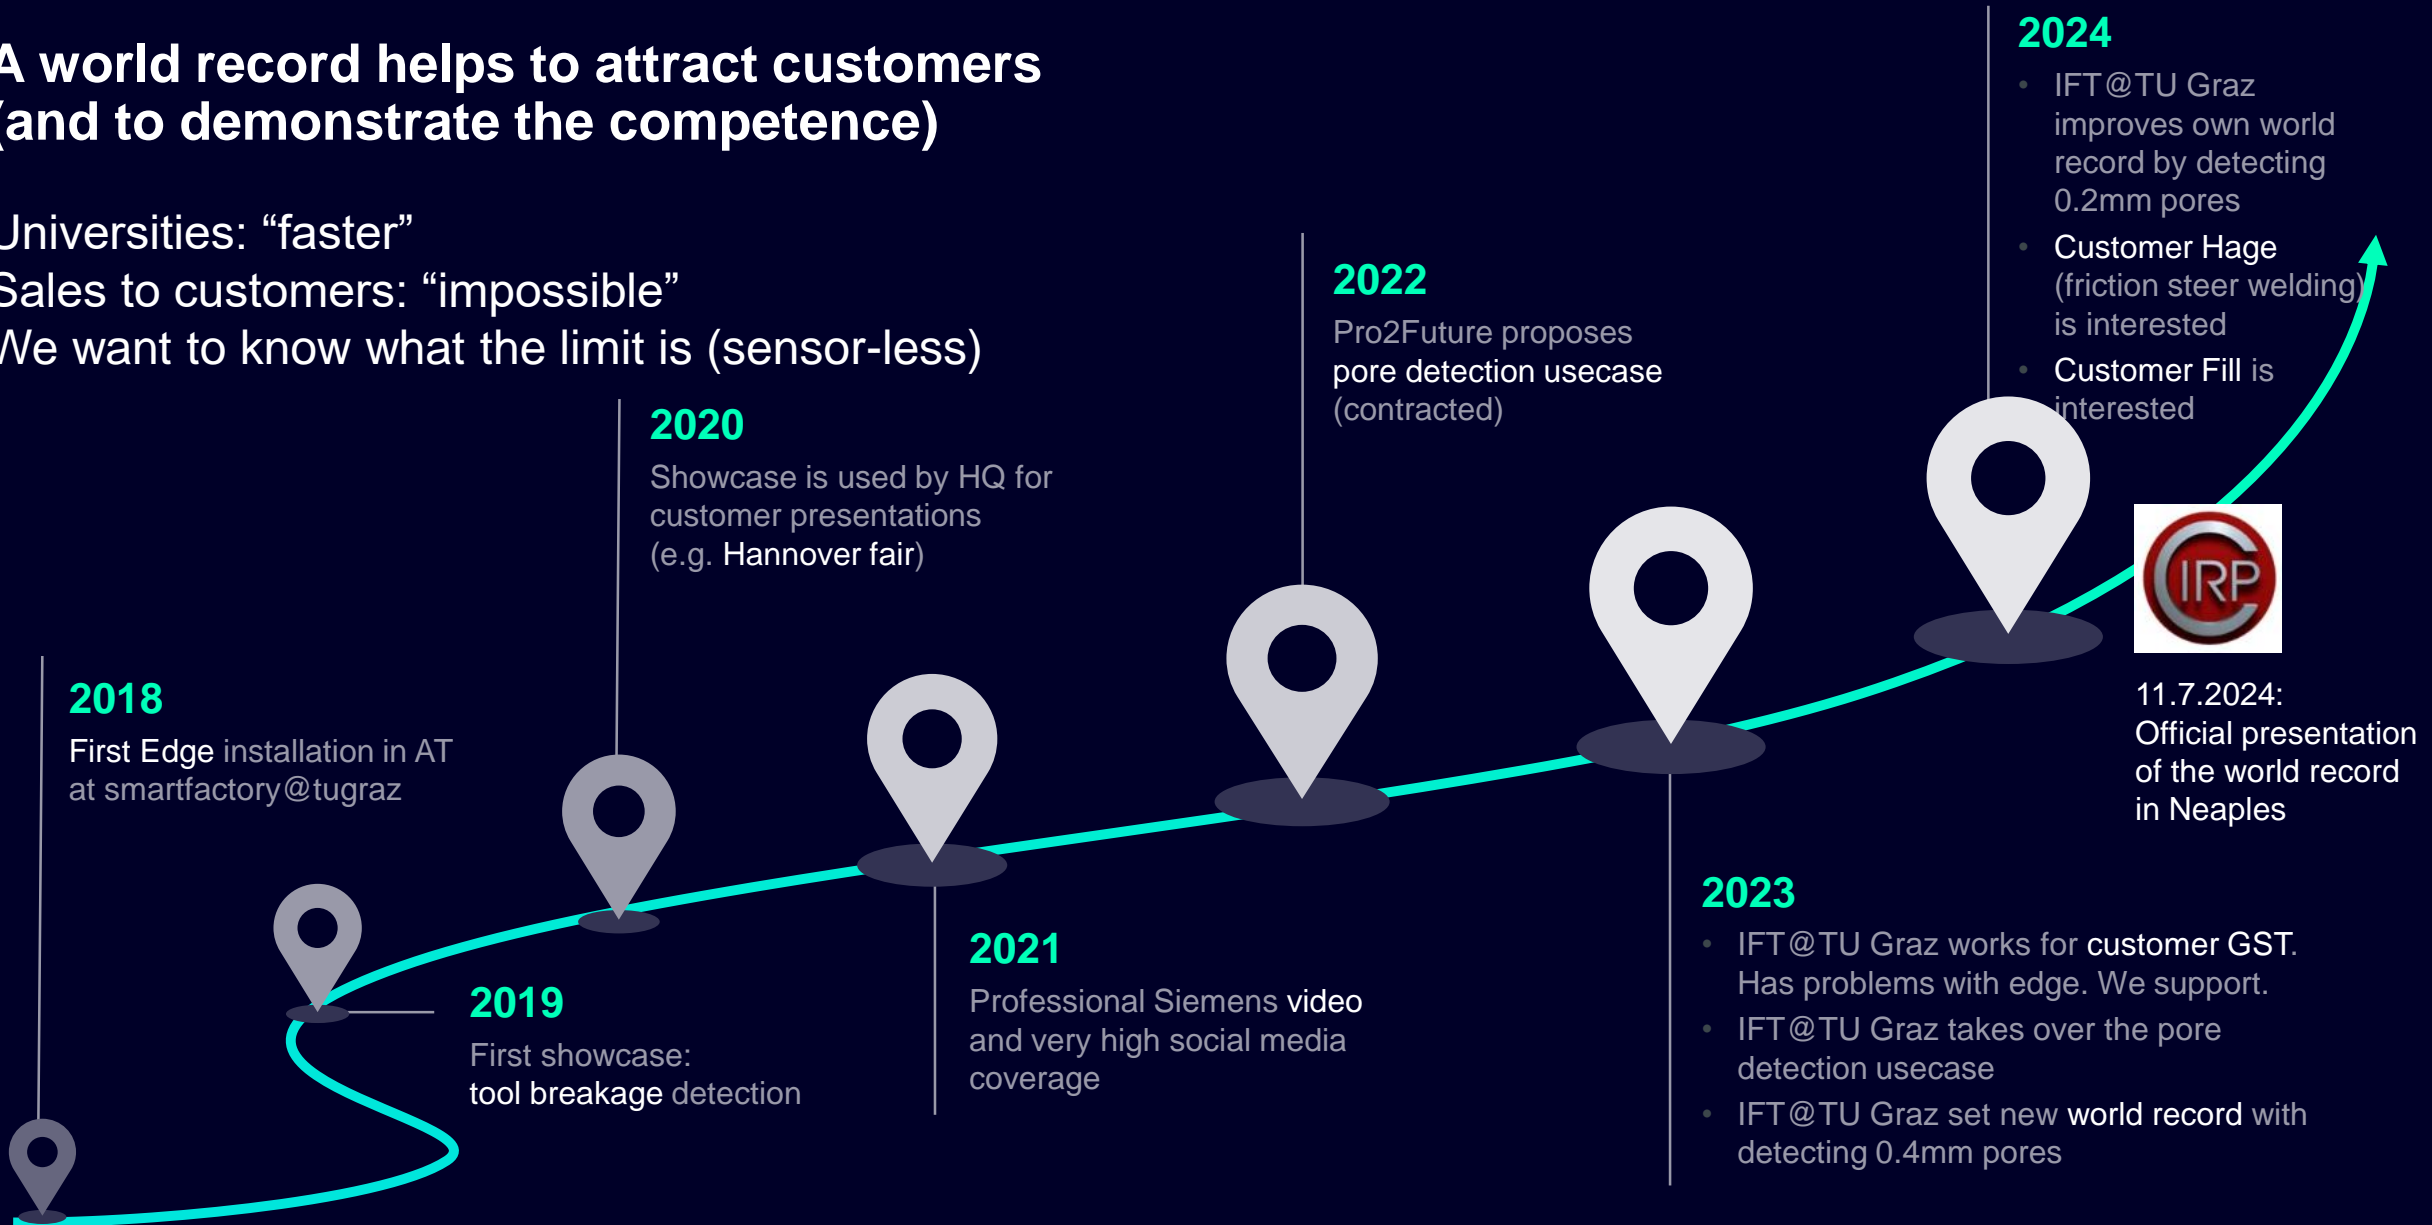 A world record helps to attract customers
(and to demonstrate the competence)
Universities: “faster”
Sales to customers: “impossible”
We want to know what the limit is (sensor-less)
2018
First Edge installation in AT
at smartfactory@tugraz
2019
First showcase:
tool breakage detection
2020
Showcase is used by HQ for
customer presentations
(e.g. Hannover fair)
2021
Professional Siemens video
and very high social media
coverage
2022
Pro2Future proposes
pore detection usecase
(contracted)
2023
• IFT@TU Graz works for customer GST.
Has problems with edge. We support.
• IFT@TU Graz takes over the pore
detection usecase
• IFT@TU Graz set new world record with
detecting 0.4mm pores
2024
• IFT@TU Graz
improves own world
record by detecting
0.2mm pores
• Customer Hage
(friction steer welding)
is interested
• Customer Fill is
interested
CIRP
11.7.2024:
Official presentation
of the world record
in Neaples